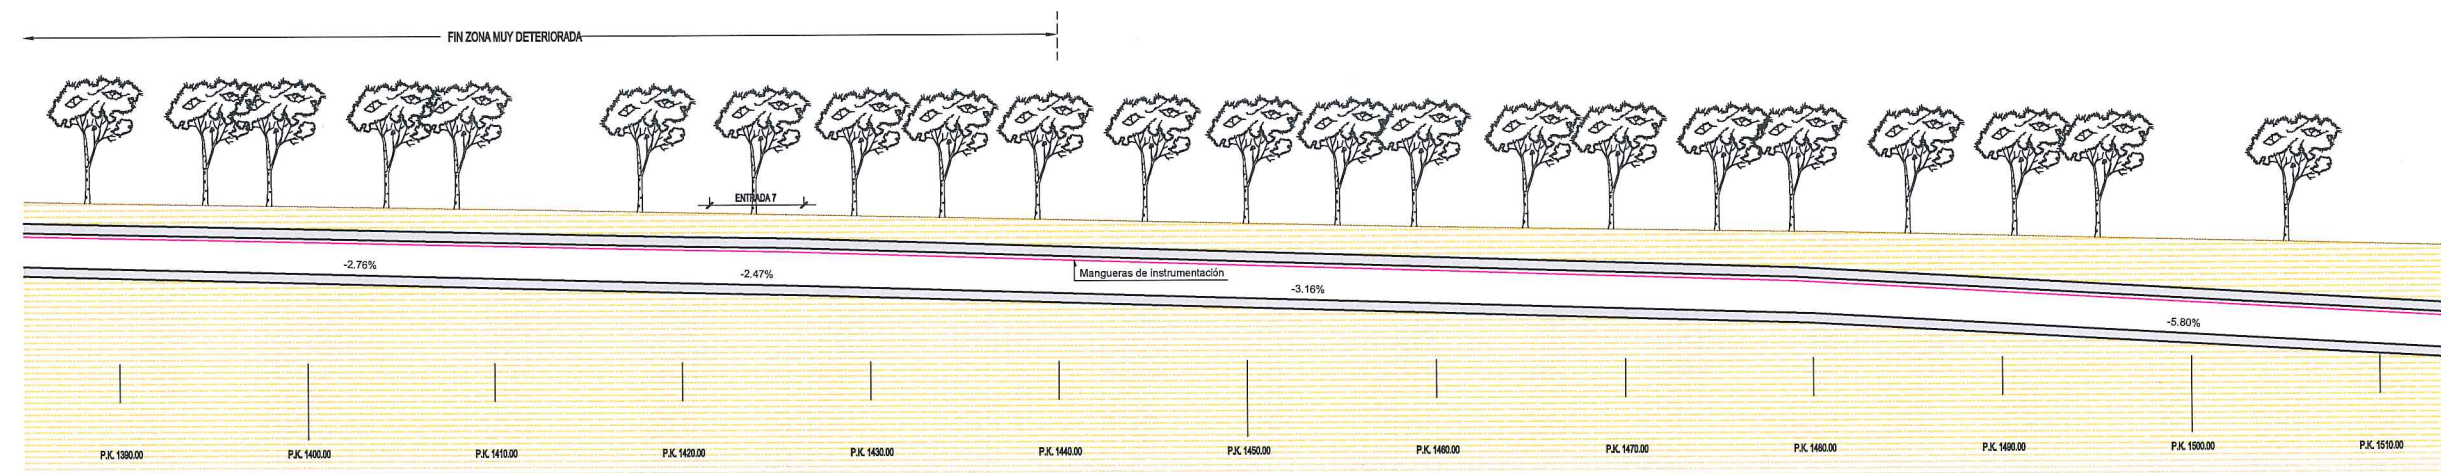 FIN ZONA MUY DETERIORADA
ENTRADA 7
-2.76%
-2.47%
Mangueras de instrumentación
-3.16%
-5.80%
P.K. 1390.00
P.K. 1400.00
P.K. 1410.00
P.K. 1420.00
P.K. 1430.00
P.K. 1440.00
P.K. 1450.00
P.K. 1460.00
P.K. 1470.00
P.K. 1480.00
P.K. 1490.00
P.K. 1500.00
P.K. 1510.00